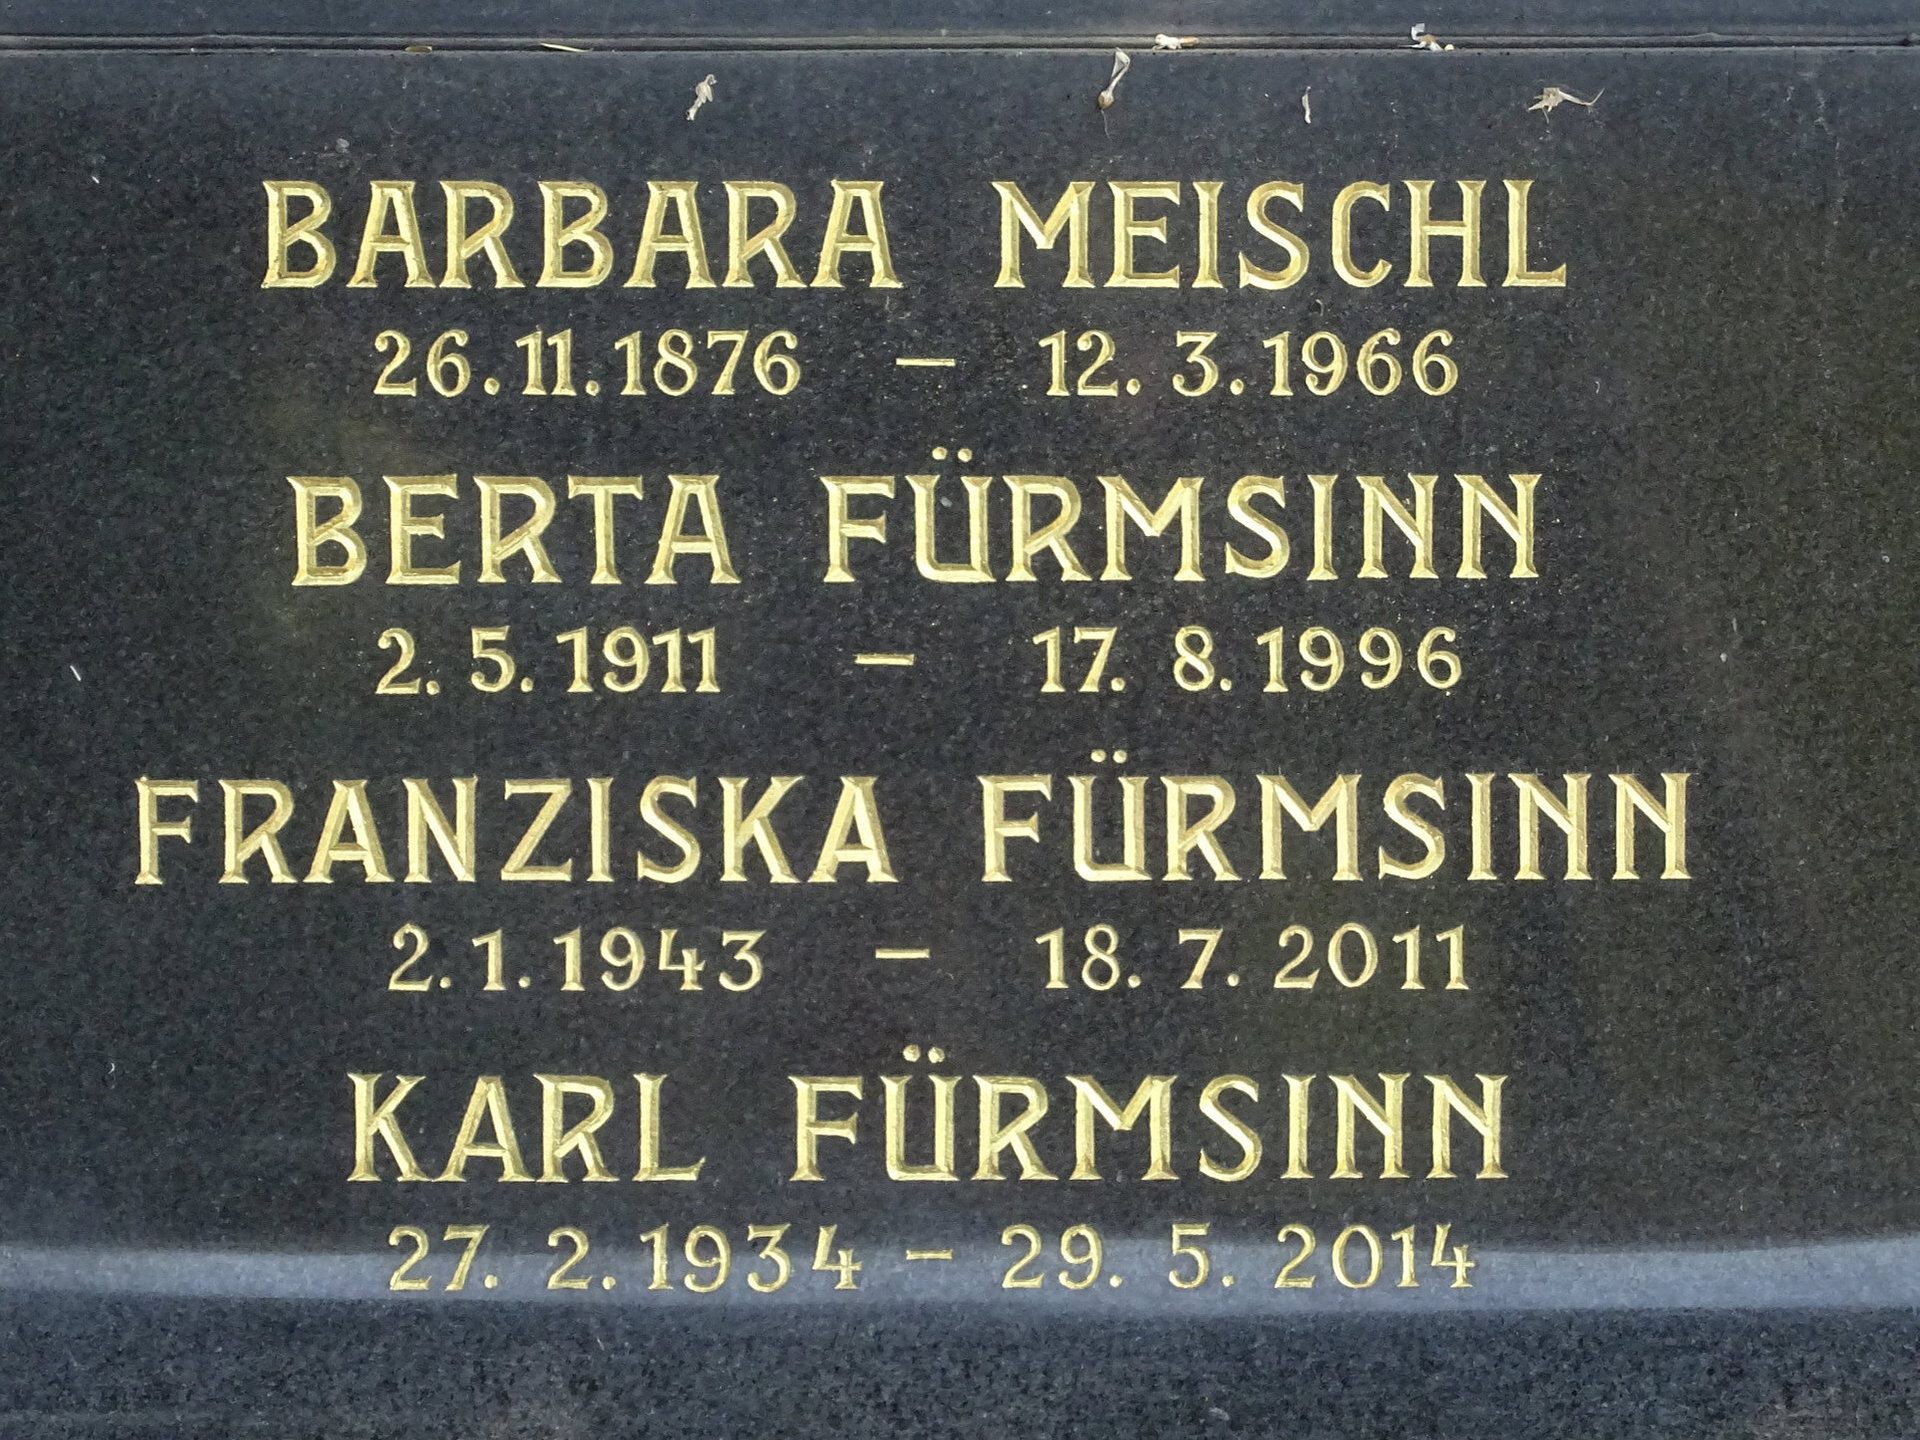 BARBARA MEISCHL
26.11.1876 – 12.3.1966
BERTA FÜRMSINN
2.5.1911 – 17.8.1996
FRANZISKA FÜRMSINN
2.1.1943 – 18.7.2011
KARL FÜRMSINN
27.2.1934 – 29.5.2014